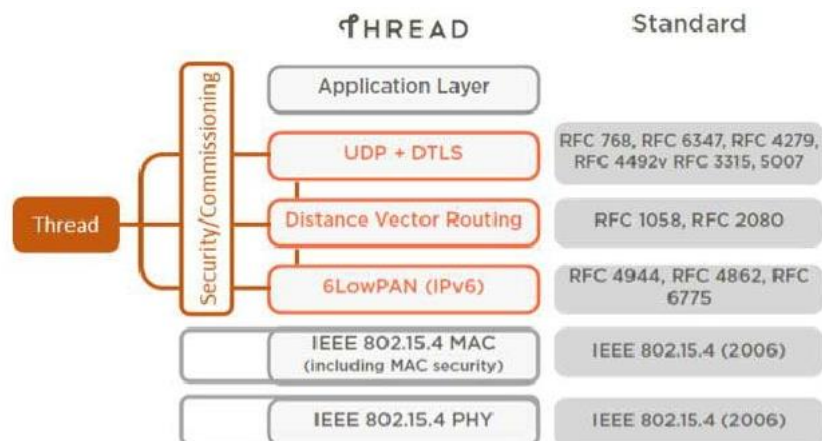 THREAD
Standard
Security/Commissioning
Application Layer
UDP + DTLS
RFC 768, RFC 6347, RFC 4279,
RFC 4492v RFC 3315, 5007
Thread
Distance Vector Routing
RFC 1058, RFC 2080
6LowPAN (IPv6)
RFC 4944, RFC 4862, RFC
6775
IEEE 802.15.4 MAC
(including MAC security)
IEEE 802.15.4 (2006)
IEEE 802.15.4 PHY
IEEE 802.15.4 (2006)